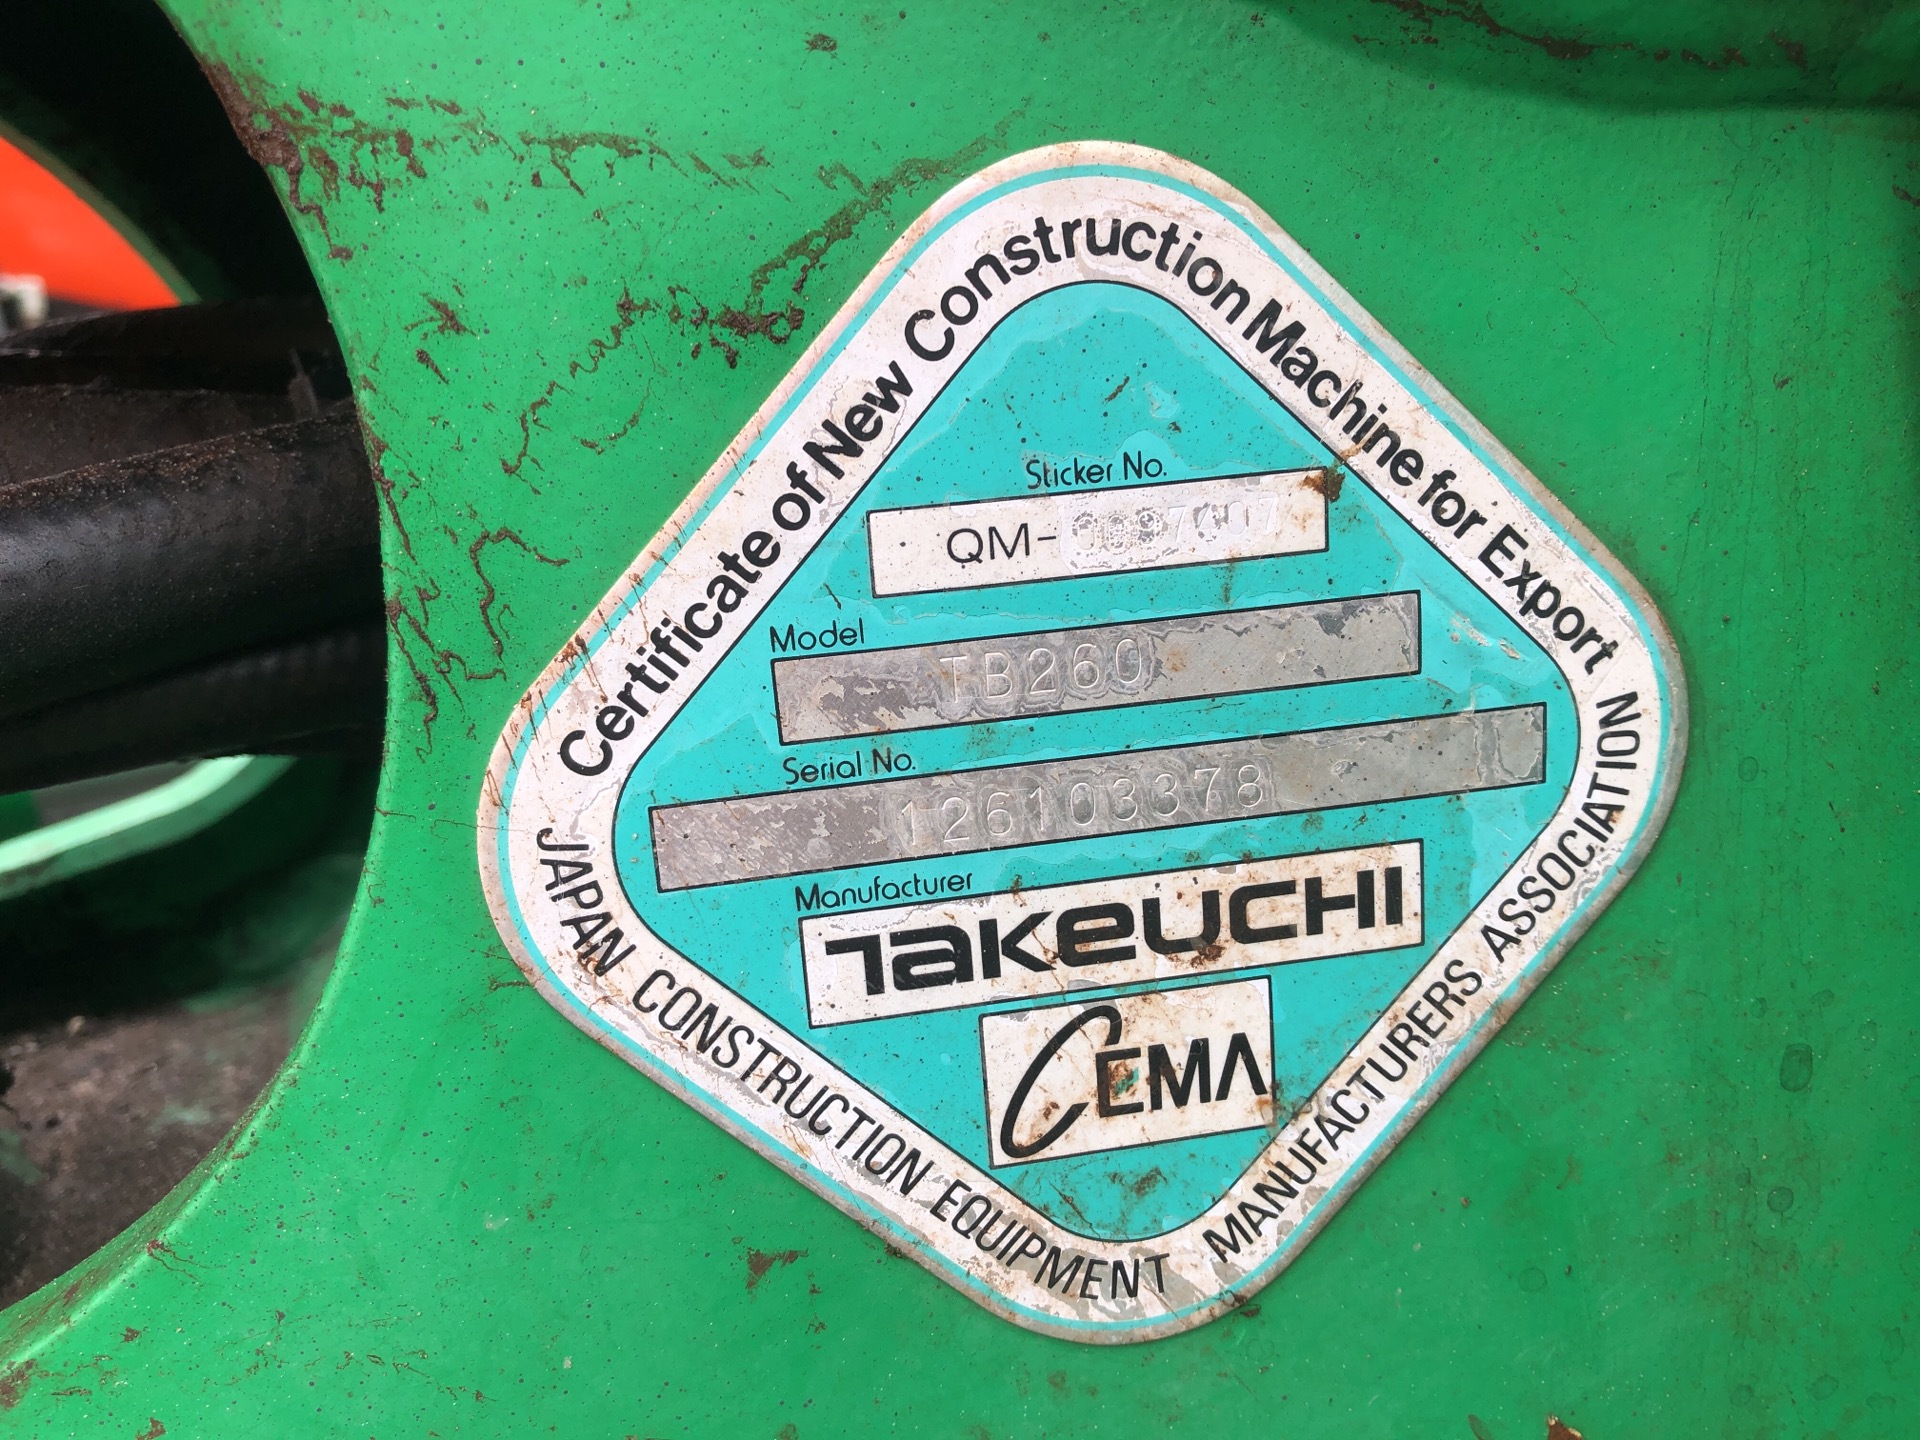 Certificate of New Construction Machine for Export
Sticker No.
QM-
Model
TB260
Serial No.
126103378
Manufacturer
TAKEUCHI
CEMA
JAPAN CONSTRUCTION EQUIPMENT MANUFACTURERS ASSOCIATION